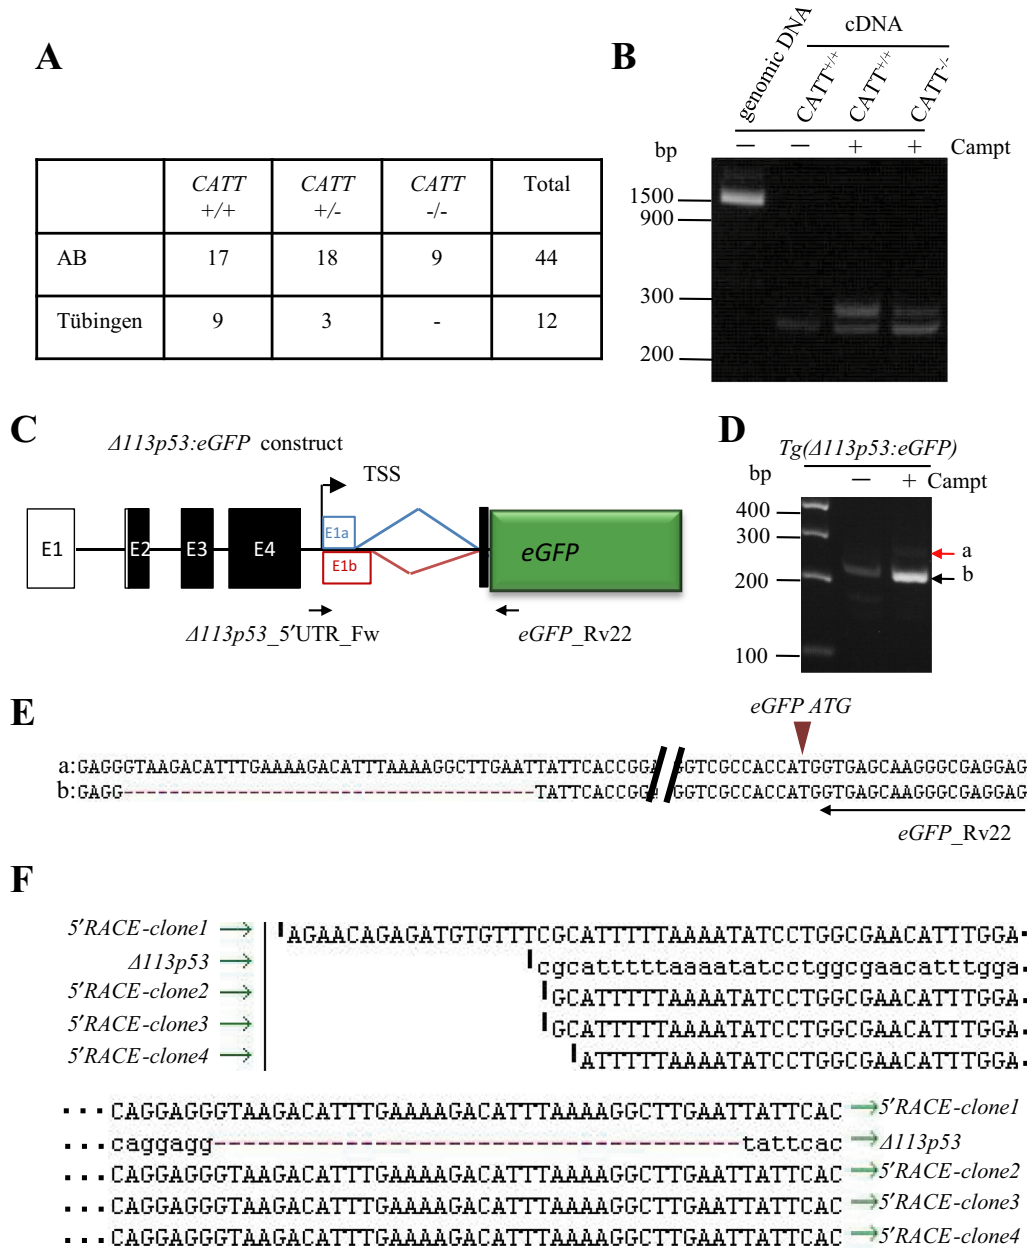 A
CATT +/+
CATT +/-
CATT -/-
Total
AB 17 18 9 44
Tübingen 9 3 - 12
B
cDNA
genomic DNA
CATT+/+
CATT+/+
CATT-/-
bp – – + + Campt
1500
900
300
200
C
Δ113p53:eGFP construct
TSS
E1 E2 E3 E4 E1a eGFP
E1b
Δ113p53_5′UTR_Fw
eGFP_Rv22
D
Tg(Δ113p53:eGFP)
bp – + Campt
400
300
a
200
b
100
E
eGFP ATG
a:GAGGGTAAGACATTTGAAAAGACATTTAAAAGGCTTGAATTATTCACCGGA//GGTCGCCACCATGGTGAGCAAGGGCGAGGAG
b:GAGG------------------------------------TATTCACCGGA//GGTCGCCACCATGGTGAGCAAGGGCGAGGAG
eGFP_Rv22
F
5′RACE-clone1 AGAACAGAGATGTGTTTCGCATTTTTAAAATATCCTGGCGAACATTTGGA·
Δ113p53 cgcatttttaaaatatcctggcgaacatttgga·
5′RACE-clone2 GCATTTTTAAAATATCCTGGCGAACATTTGGA·
5′RACE-clone3 GCATTTTTAAAATATCCTGGCGAACATTTGGA·
5′RACE-clone4 ATTTTTAAAATATCCTGGCGAACATTTGGA·
···CAGGAGGGTAAGACATTTGAAAAGACATTTAAAAGGCTTGAATTATTCAC 5′RACE-clone1
···caggagg------------------------------------tattcac Δ113p53
···CAGGAGGGTAAGACATTTGAAAAGACATTTAAAAGGCTTGAATTATTCAC 5′RACE-clone2
···CAGGAGGGTAAGACATTTGAAAAGACATTTAAAAGGCTTGAATTATTCAC 5′RACE-clone3
···CAGGAGGGTAAGACATTTGAAAAGACATTTAAAAGGCTTGAATTATTCAC 5′RACE-clone4